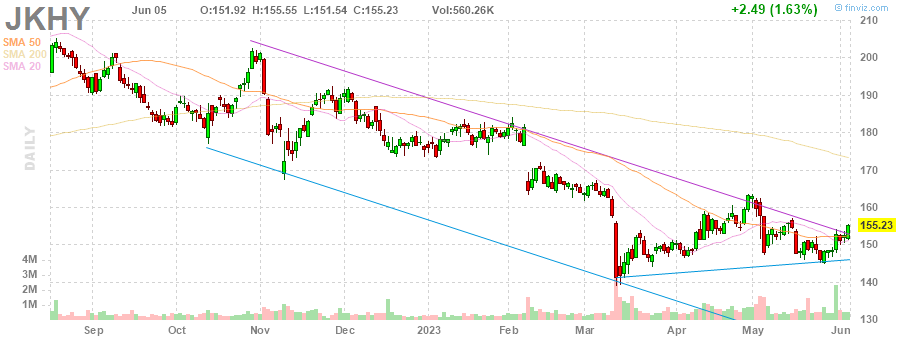 JKHY Jun 05 O:151.92 H:155.55 L:151.54 C:155.23 Vol:560.26K +2.49 (1.63%) © finviz.com
SMA 50
SMA 200
SMA 20
DAILY
210
200
190
180
170
160
155.23
150
140
130
4M
3M
2M
1M
Sep Oct Nov Dec 2023 Feb Mar Apr May Jun